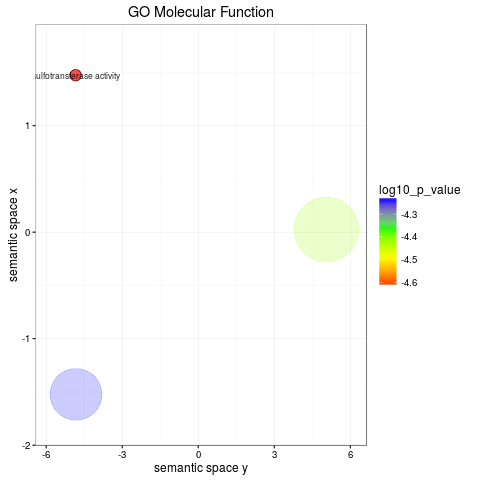 GO Molecular Function
ulfotransferase activity
1
0
-1
-2
-6
-3
0
3
6
semantic space x
semantic space y
log10_p_value
-4.3
-4.4
-4.5
-4.6